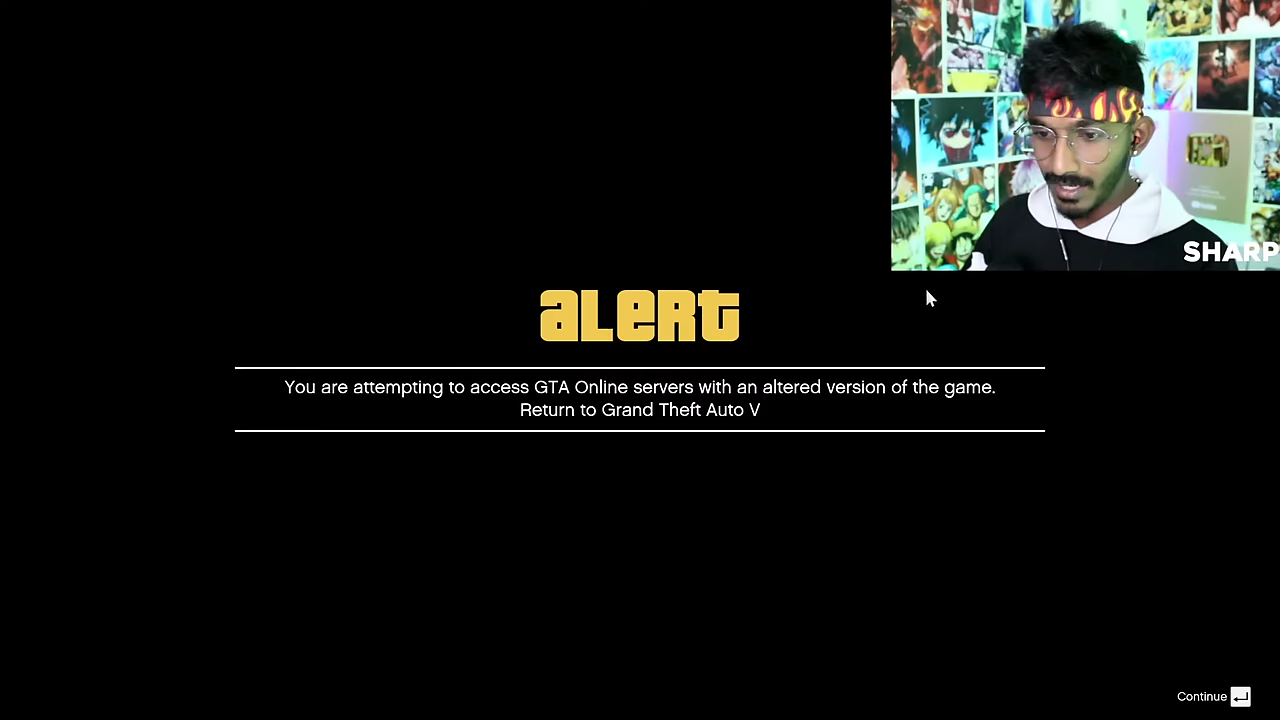 SHARP
aLeRt
You are attempting to access GTA Online servers with an altered version of the game.
Return to Grand Theft Auto V
Continue